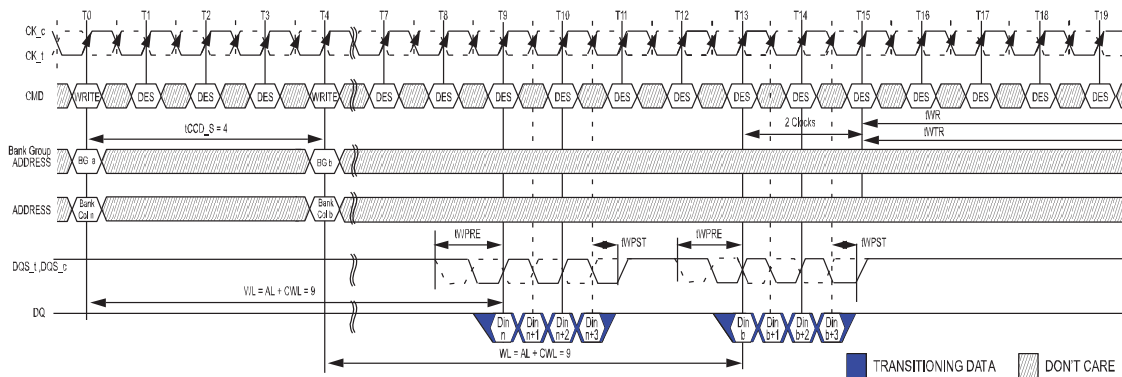 T0 T1 T2 T3 T4 T7 T8 T9 T10 T11 T12 T13 T14 T15 T16 T17 T18 T19
CK_c
CK_t
CMD WRITE DES DES DES WRITE DES DES DES DES DES DES DES DES DES DES DES DES DES
tCCD_S = 4 2 Clocks tWR
tWTR
Bank Group
ADDRESS BG a BG b
ADDRESS Bank Col n Bank Col b
tWPRE tWPST tWPRE tWPST
DQS_t ,DQS_c
WL = AL + CWL = 9
DQ Din n Din n+1 Din n+2 Din n+3 Din b Din b+1 Din b+2 Din b+3
WL = AL + CWL = 9
TRANSITIONING DATA DON'T CARE